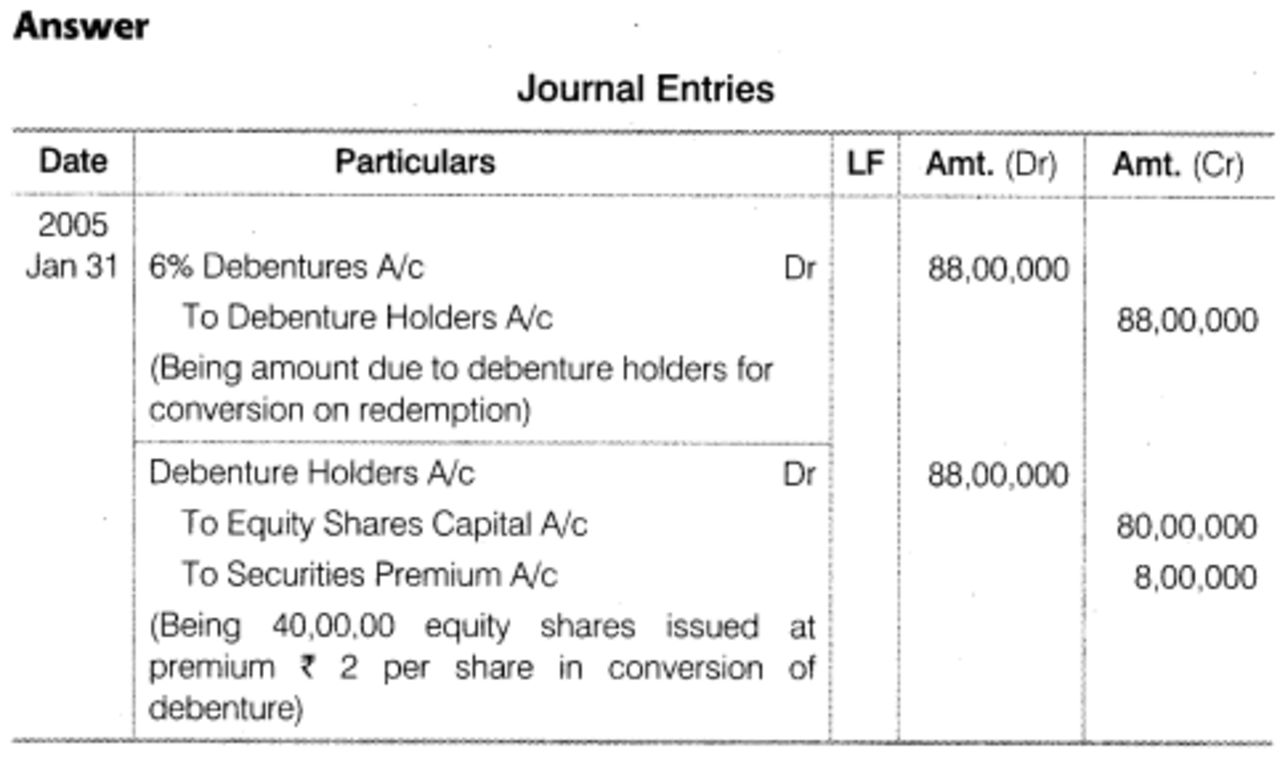 Answer
Journal Entries
Date Particulars LF Amt. (Dr) Amt. (Cr)
2005
Jan 31 6% Debentures A/c Dr 88,00,000
To Debenture Holders A/c 88,00,000
(Being amount due to debenture holders for
conversion on redemption)
Debenture Holders A/c Dr 88,00,000
To Equity Shares Capital A/c 80,00,000
To Securities Premium A/c 8,00,000
(Being 40,00,00 equity shares issued at
premium ₹ 2 per share in conversion of
debenture)